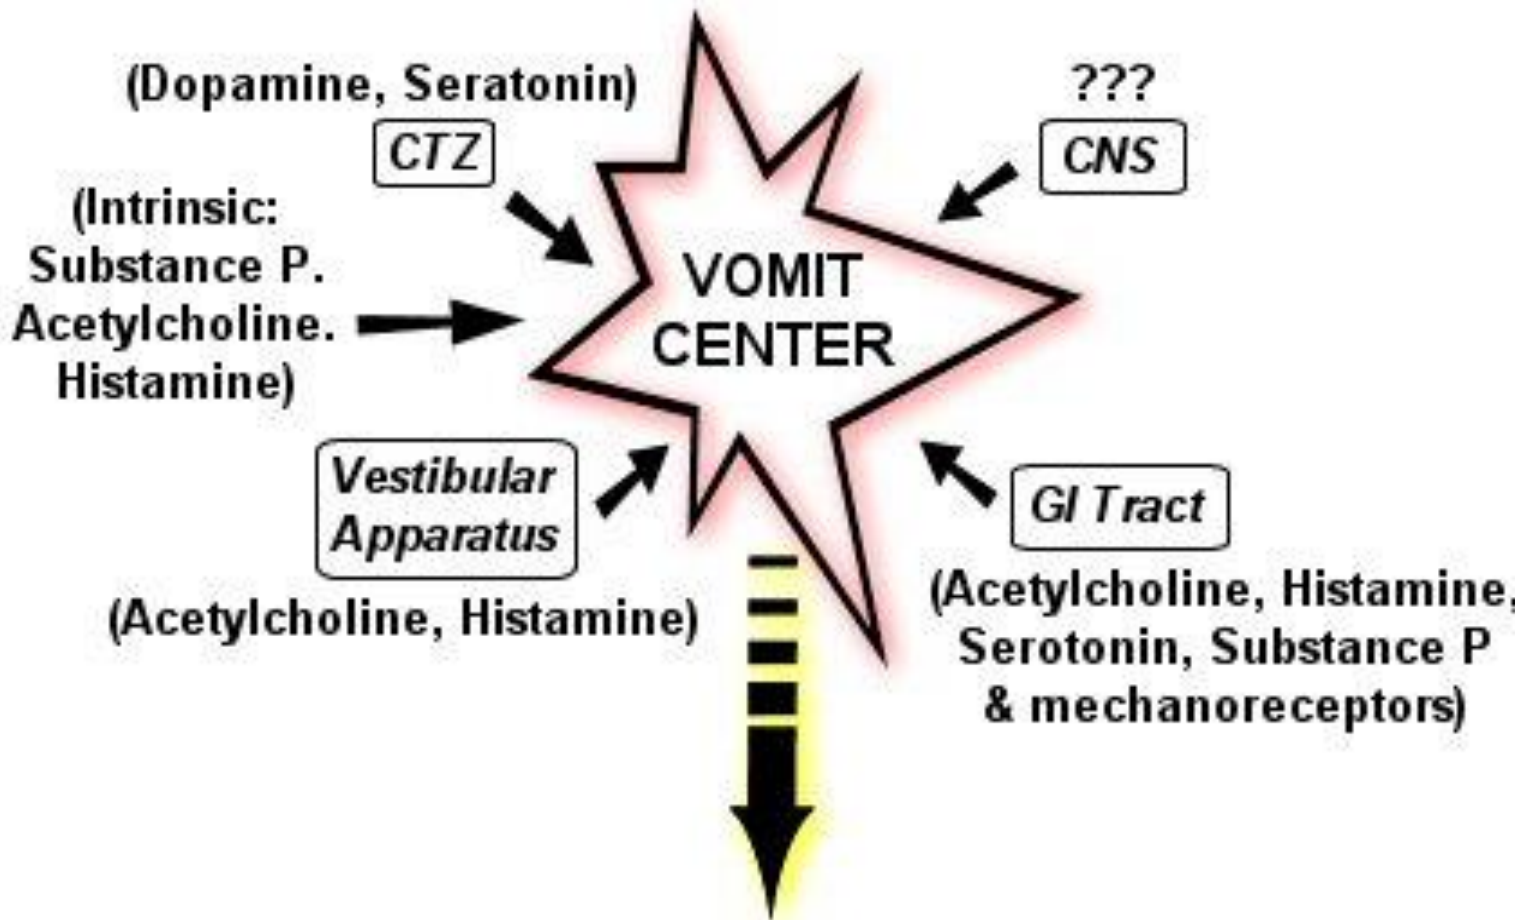 (Dopamine, Seratonin)
CTZ
???
CNS
(Intrinsic:
Substance P.
Acetylcholine.
Histamine)
VOMIT
CENTER
Vestibular
Apparatus
(Acetylcholine, Histamine)
GI Tract
(Acetylcholine, Histamine,
Serotonin, Substance P
& mechanoreceptors)